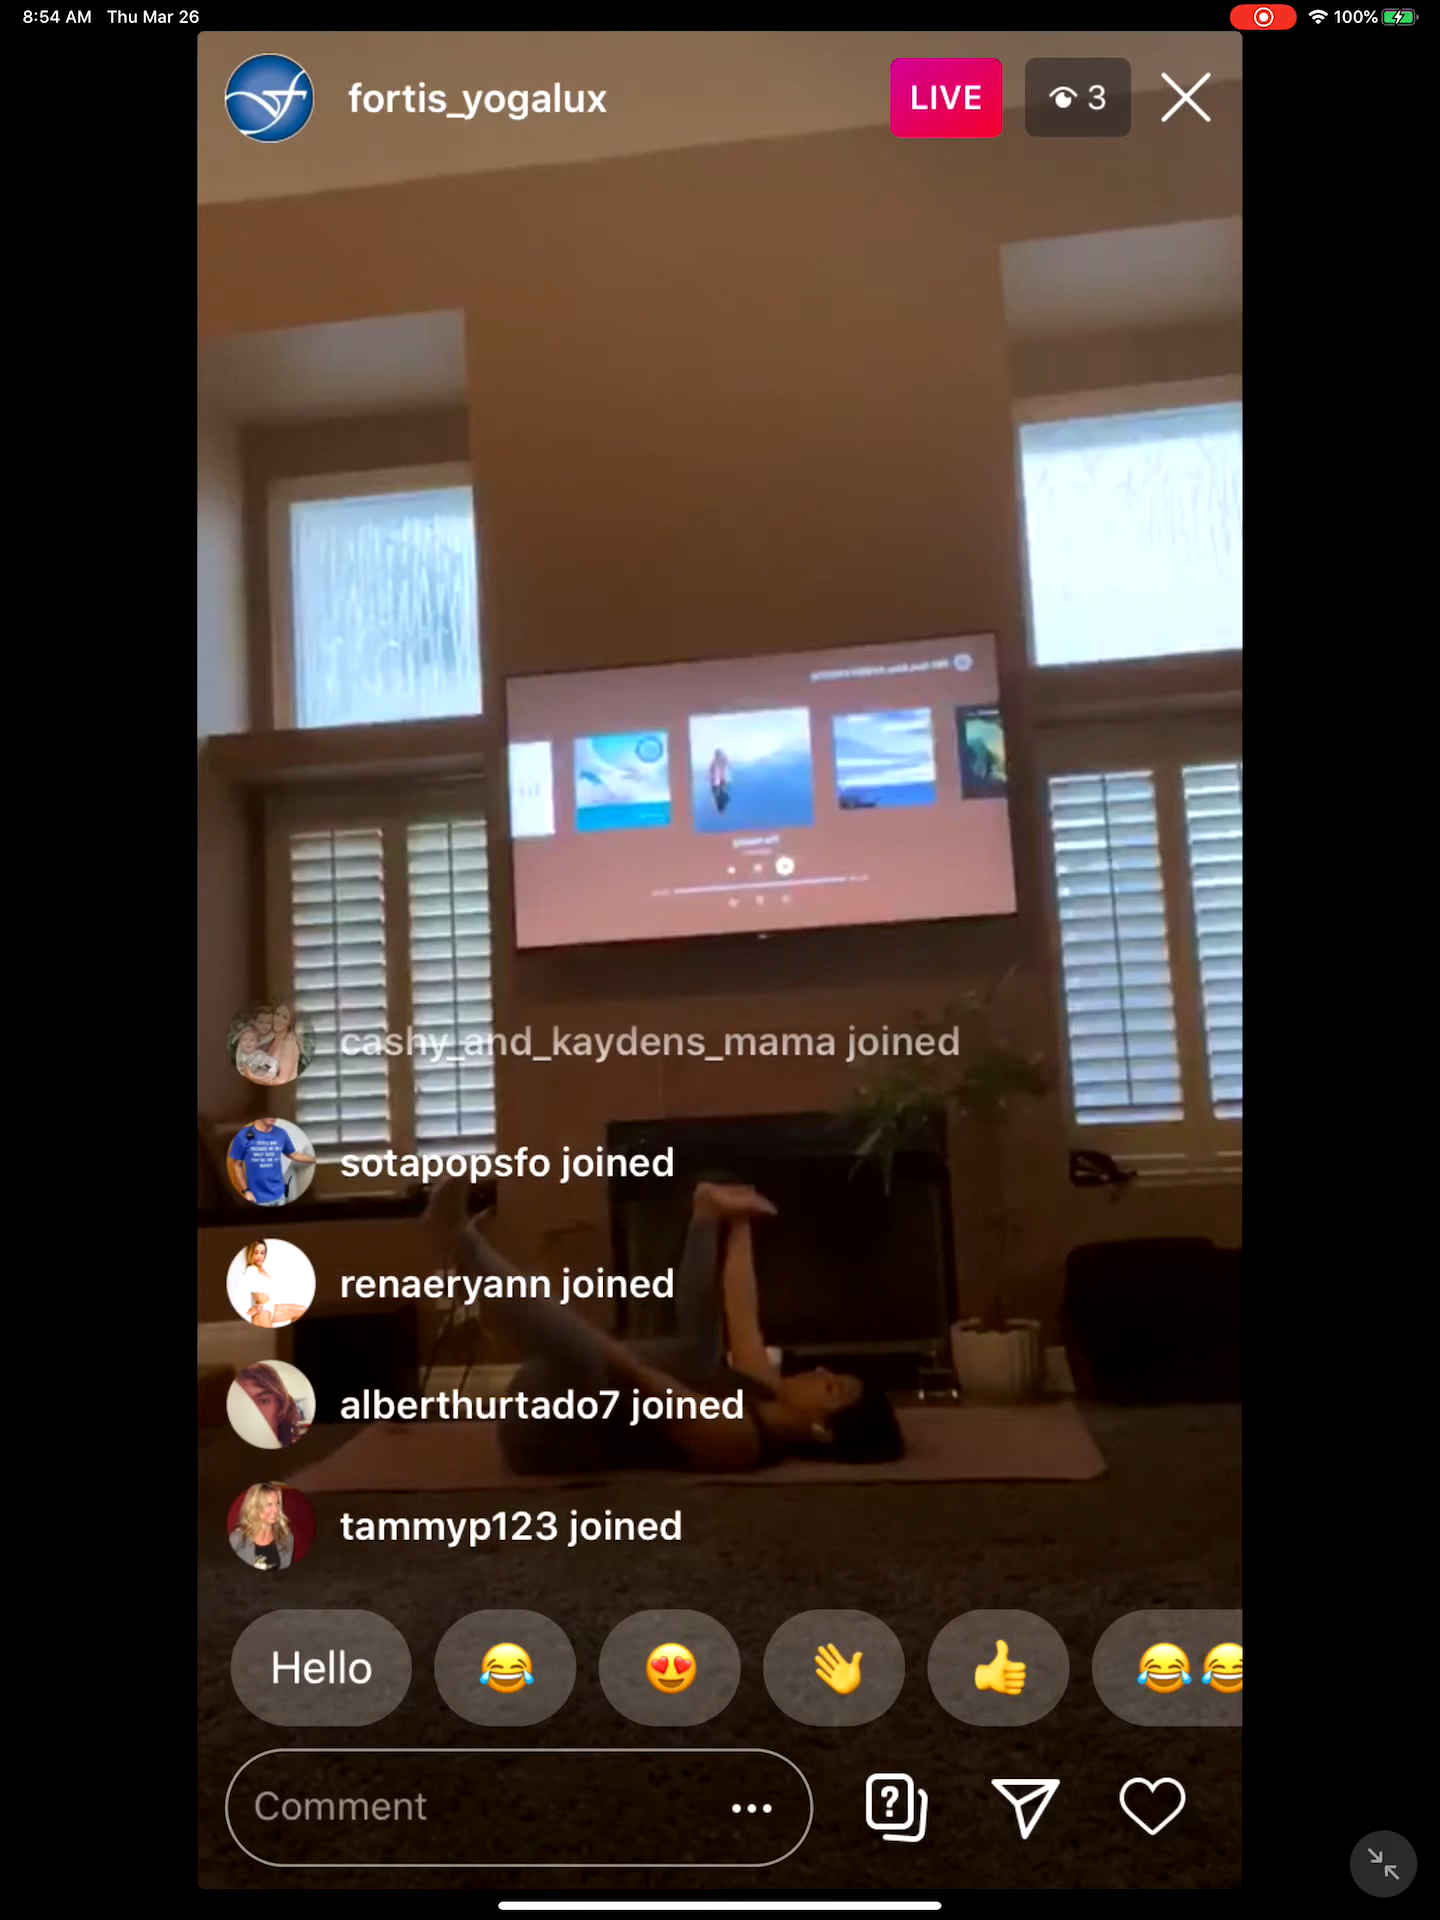 8:54 AM Thu Mar 26
100%
fortis_yogalux
LIVE
3
cashy_and_kaydens_mama joined
sotapopsfo joined
renaeryann joined
alberthurtado7 joined
tammyp123 joined
Hello
Comment